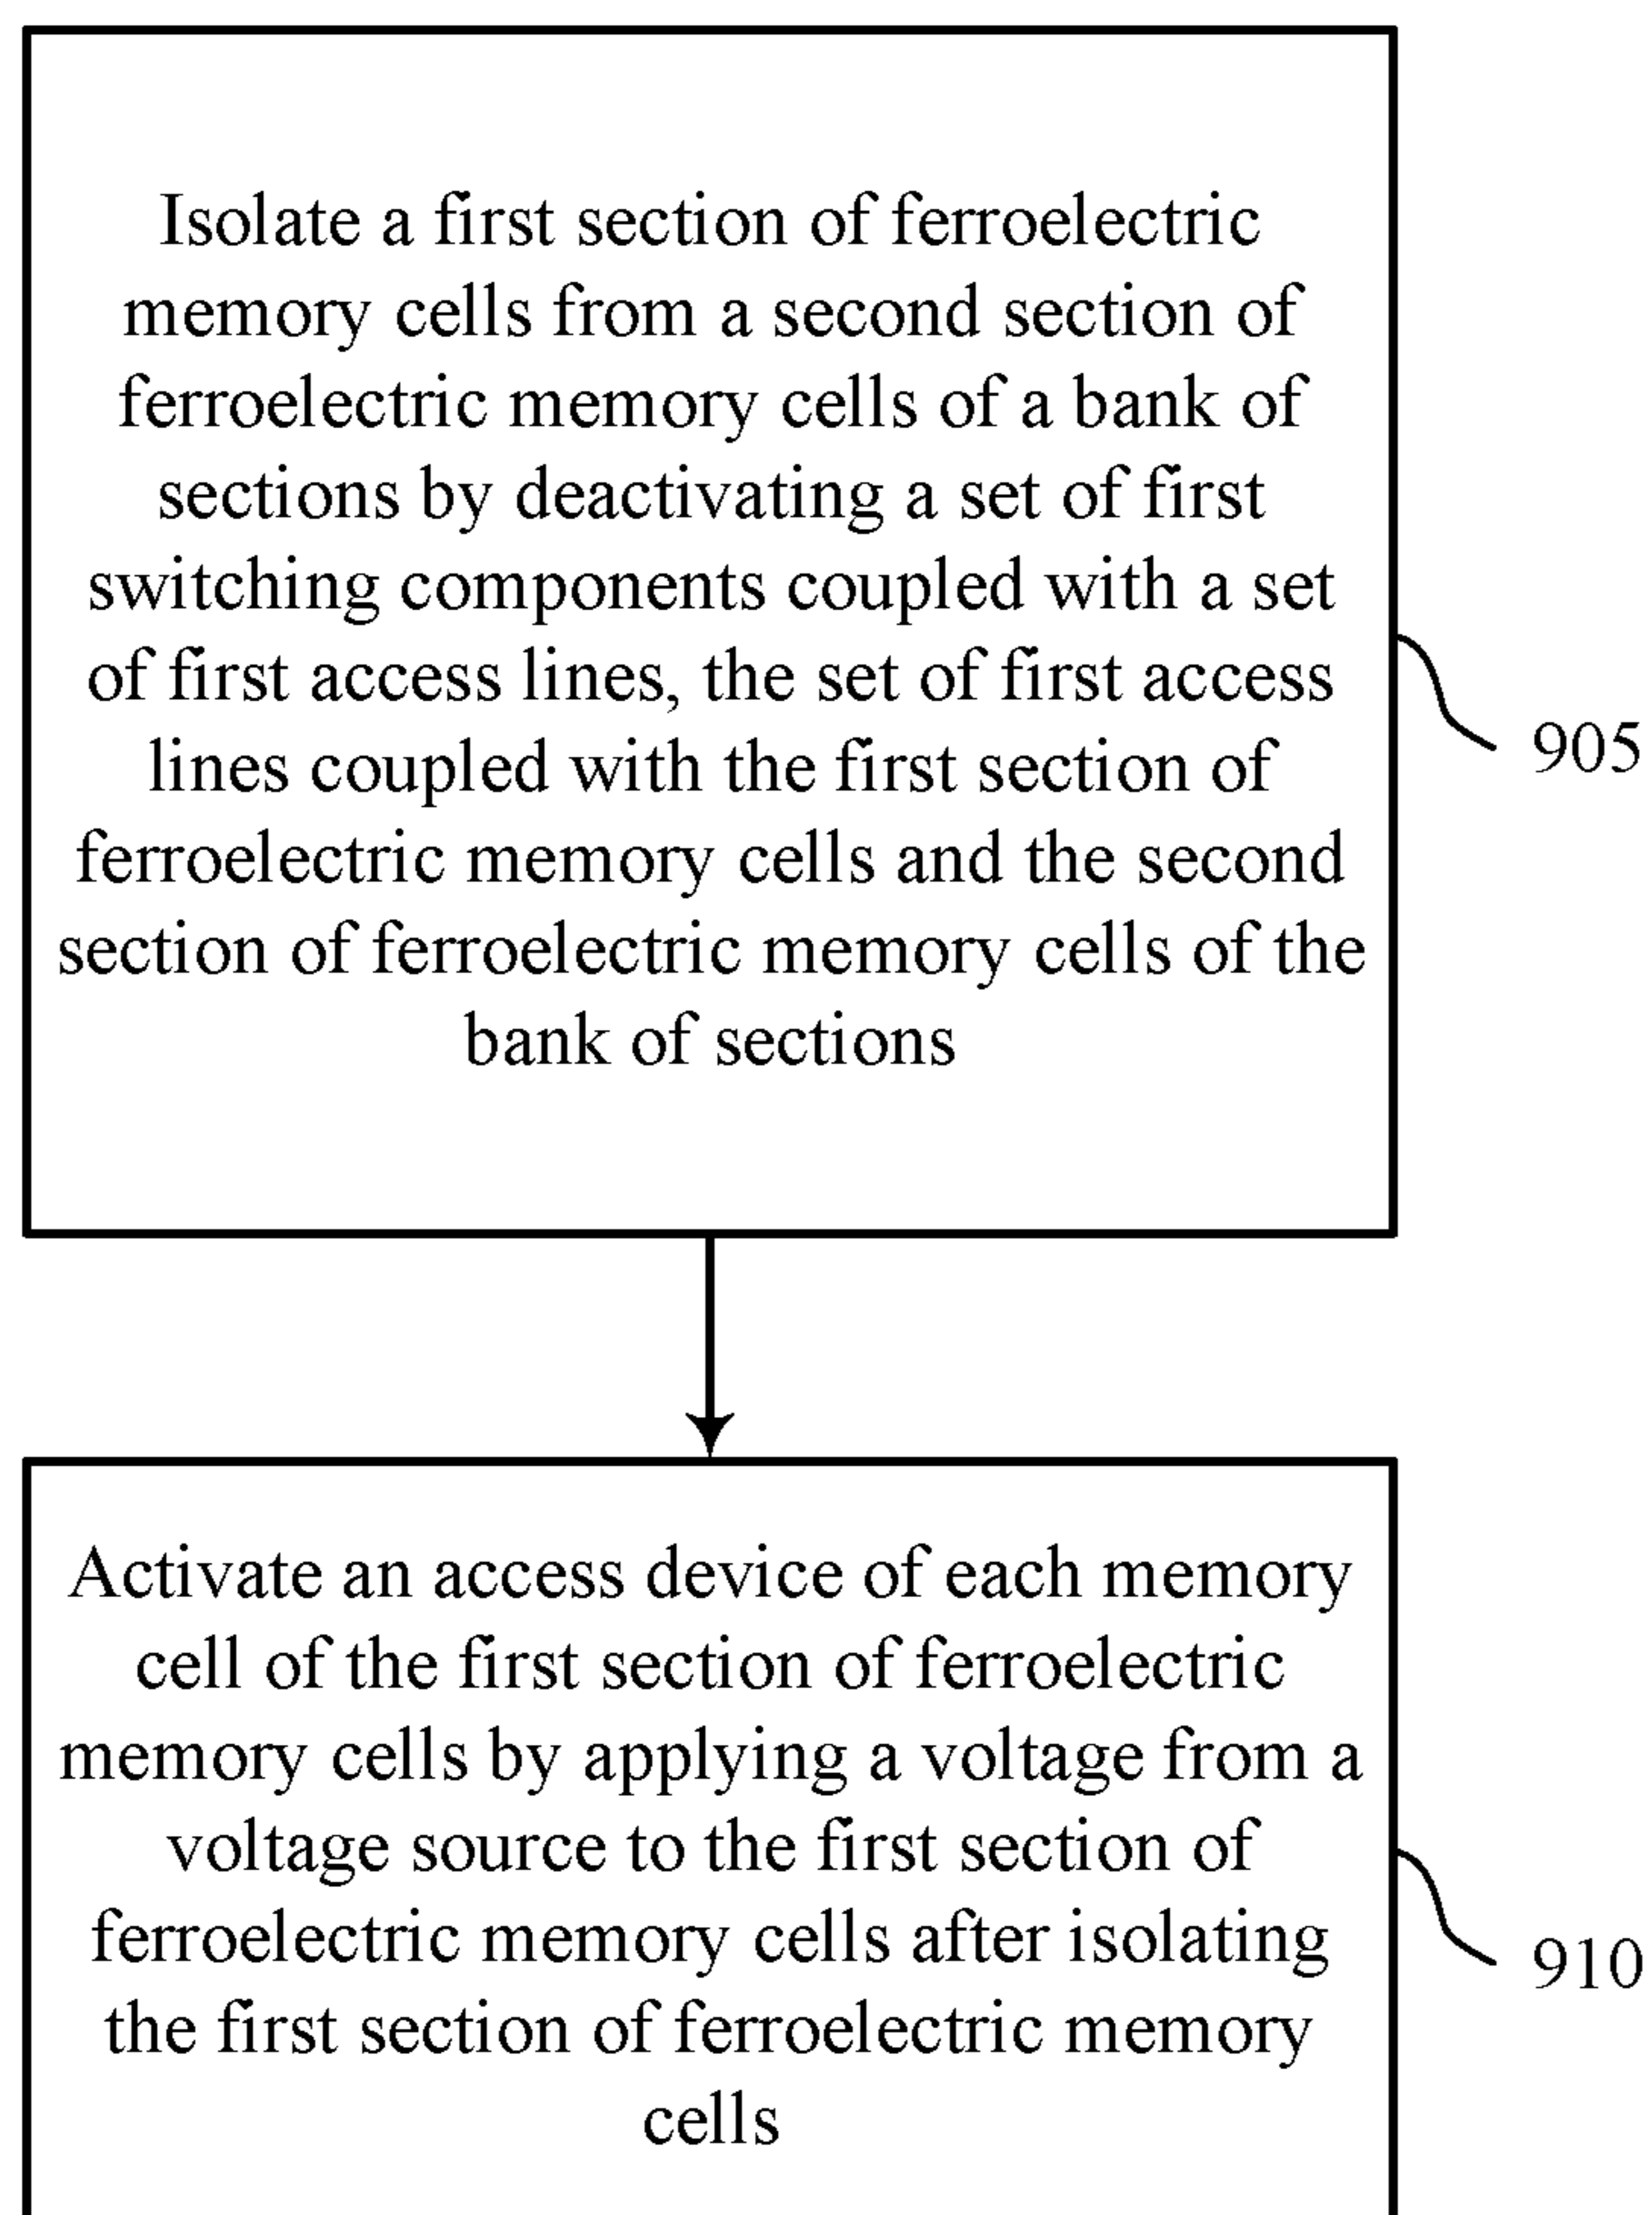 Isolate a first section of ferroelectric
memory cells from a second section of
ferroelectric memory cells of a bank of
sections by deactivating a set of first
switching components coupled with a set
of first access lines, the set of first access
lines coupled with the first section of
ferroelectric memory cells and the second
section of ferroelectric memory cells of the
bank of sections
905
Activate an access device of each memory
cell of the first section of ferroelectric
memory cells by applying a voltage from a
voltage source to the first section of
ferroelectric memory cells after isolating
the first section of ferroelectric memory
cells
910